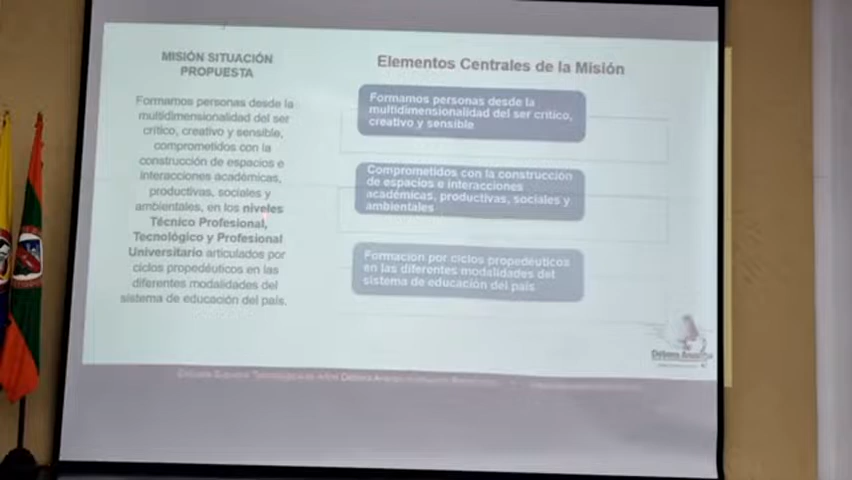 MISIÓN SITUACIÓN
PROPUESTA
Formamos personas desde la
multidimensionalidad del ser
crítico, creativo y sensible,
comprometidos con la
construcción de espacios e
interacciones académicas,
productivas, sociales y
ambientales, en los niveles
Técnico Profesional,
Tecnológico y Profesional
Universitario articulados por
ciclos propedéuticos en las
diferentes modalidades del
sistema de educación del país.
Elementos Centrales de la Misión
Formamos personas desde la
multidimensionalidad del ser crítico,
creativo y sensible
Comprometidos con la construcción
de espacios e interacciones
académicas, productivas, sociales y
ambientales
Formación por ciclos propedéuticos
en las diferentes modalidades del
sistema de educación del país
Débora Arango